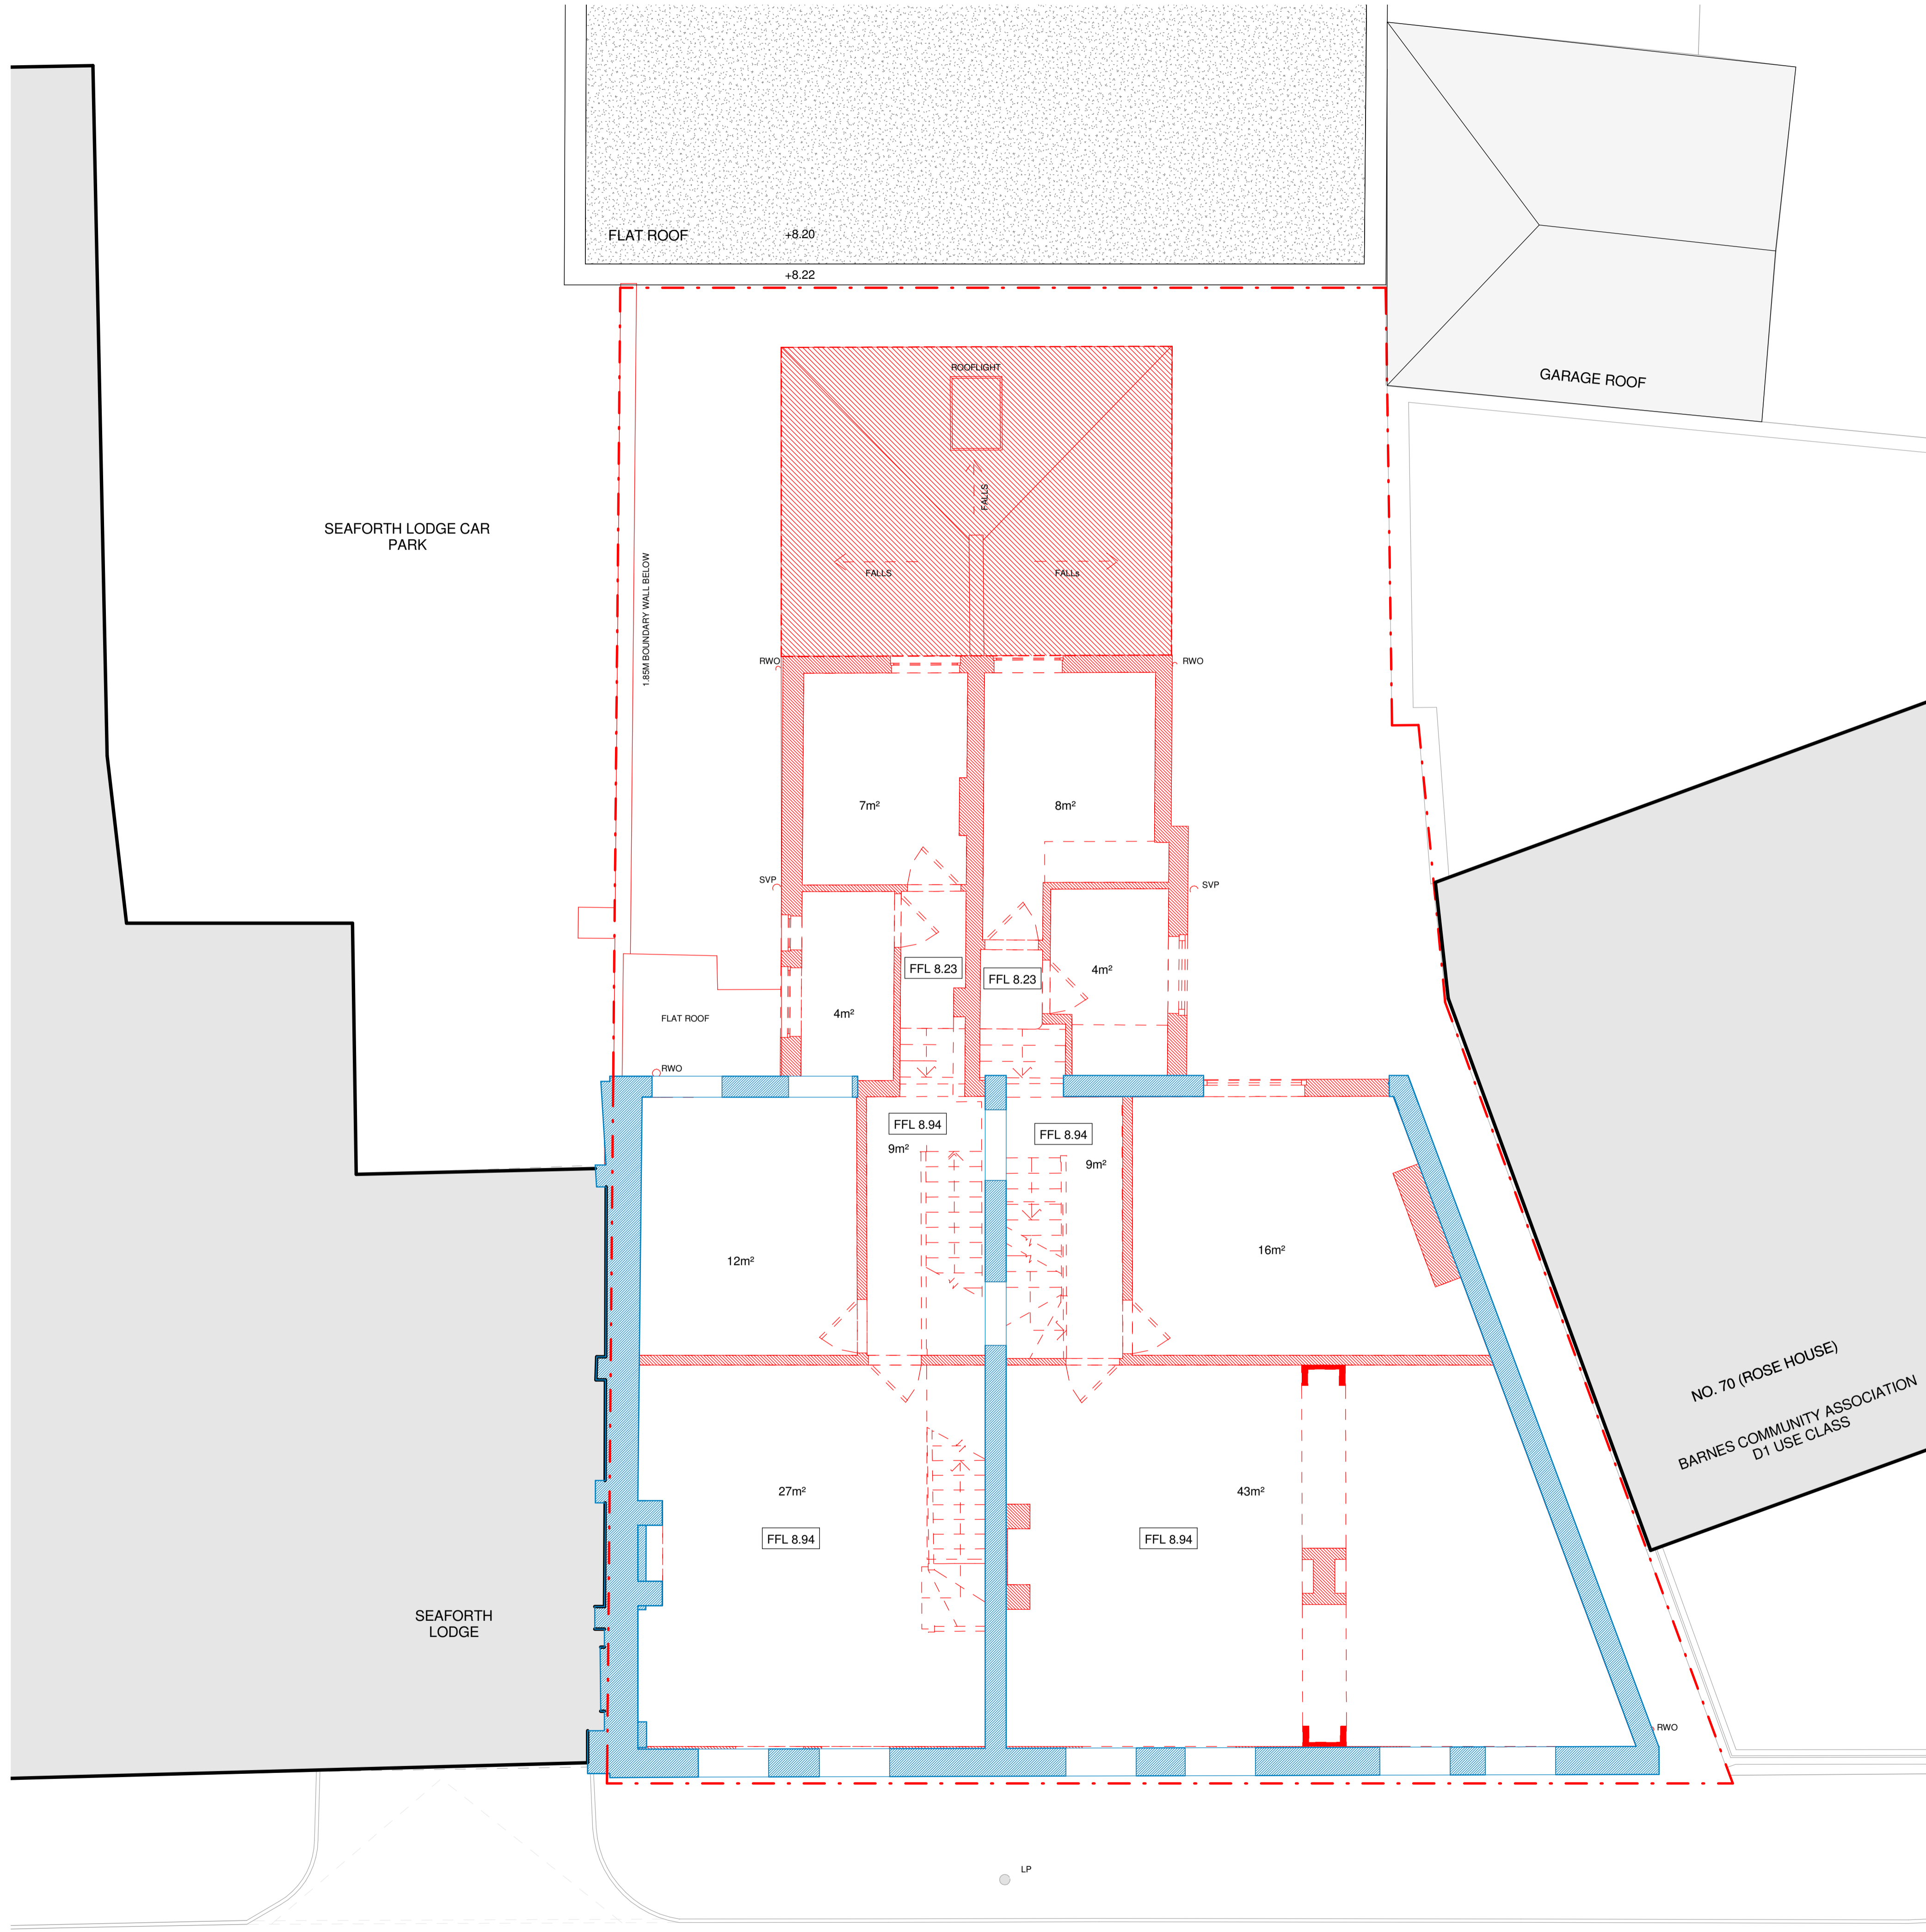 FLAT ROOF
+8.20
+8.22
GARAGE ROOF
ROOFLIGHT
FALLS
SEAFORTH LODGE CAR
PARK
1.85M BOUNDARY WALL BELOW
FALLS
FALLs
RWO
RWO
7m²
8m²
SVP
SVP
FFL 8.23
FFL 8.23
4m²
4m²
FLAT ROOF
RWO
FFL 8.94
9m²
FFL 8.94
9m²
12m²
16m²
NO. 70 (ROSE HOUSE)
BARNES COMMUNITY ASSOCIATION
D1 USE CLASS
27m²
FFL 8.94
43m²
FFL 8.94
SEAFORTH
LODGE
RWO
LP